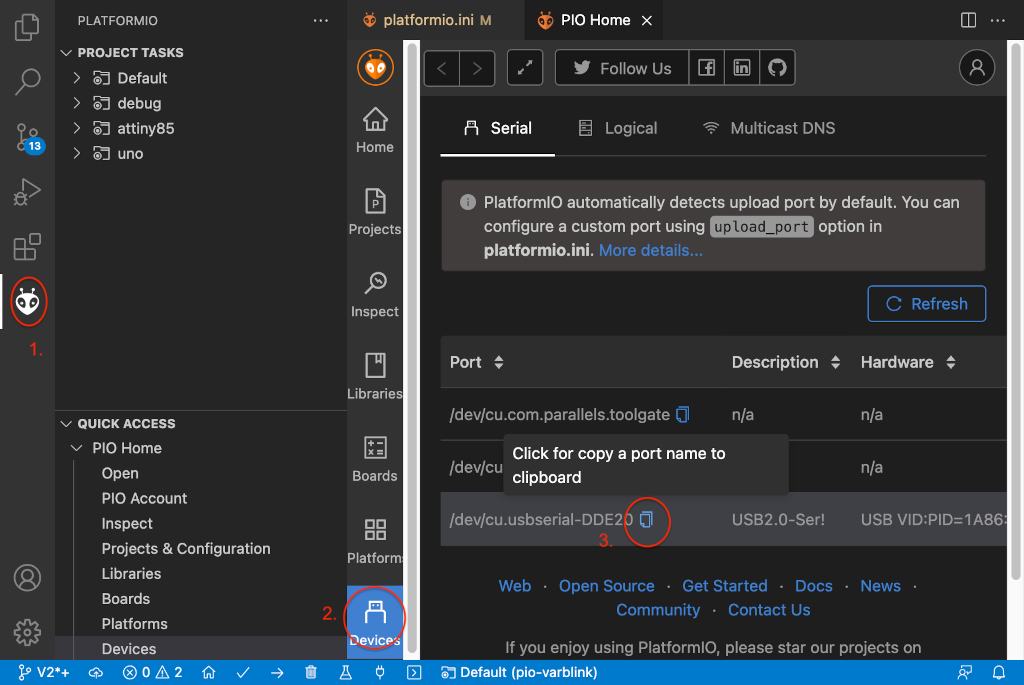 PLATFORMIO
PROJECT TASKS
Default
debug
attiny85
uno
QUICK ACCESS
PIO Home
Open
PIO Account
Inspect
Projects & Configuration
Libraries
Boards
Platforms
Devices
13
1.
platformio.ini M
PIO Home
Home
Projects
Inspect
Libraries
Boards
Platforms
2.
Devices
Follow Us
Serial
Logical
Multicast DNS
PlatformIO automatically detects upload port by default. You can
configure a custom port using upload_port option in
platformio.ini. More details...
Refresh
Port Description Hardware
/dev/cu.com.parallels.toolgate n/a n/a
Click for copy a port name to
clipboard
/dev/cu n/a
/dev/cu.usbserial-DDE20 USB2.0-Ser! USB VID:PID=1A86:
3.
Web · Open Source · Get Started · Docs · News ·
Community · Contact Us
If you enjoy using PlatformIO, please star our projects on
V2*+ 0 2 Default (pio-varblink)